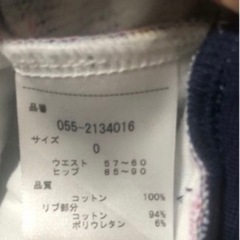 品番
055-2134016
サイズ
0
ウエスト 57~60
ヒップ 85~90
品質
コットン 100%
リブ部分
コットン 94%
ポリウレタン 6%